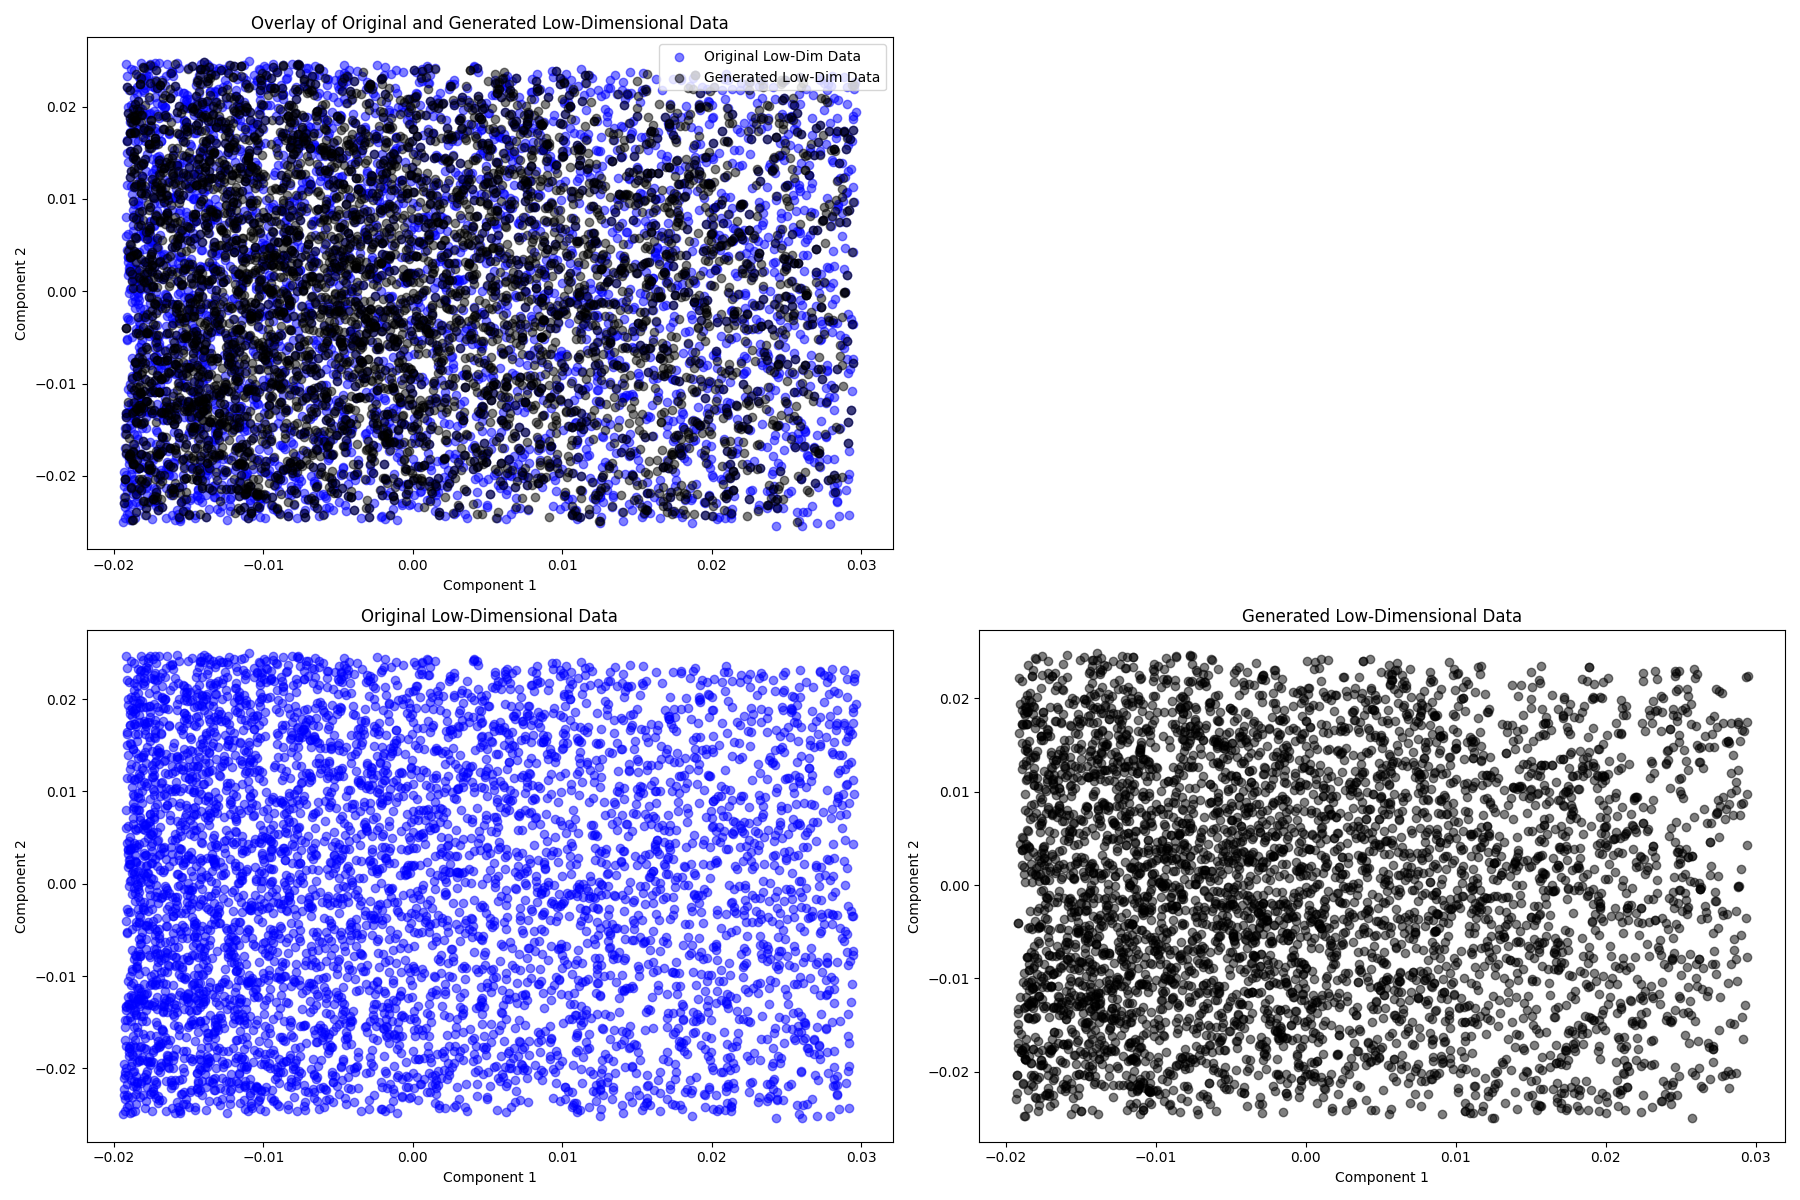 Overlay of Original and Generated Low-Dimensional Data
Original Low-Dim Data
Generated Low-Dim Data
Component 2
0.02
0.01
0.00
−0.01
−0.02
−0.02 −0.01 0.00 0.01 0.02 0.03
Component 1
Original Low-Dimensional Data
Component 2
0.02
0.01
0.00
−0.01
−0.02
−0.02 −0.01 0.00 0.01 0.02 0.03
Component 1
Generated Low-Dimensional Data
Component 2
0.02
0.01
0.00
−0.01
−0.02
−0.02 −0.01 0.00 0.01 0.02 0.03
Component 1